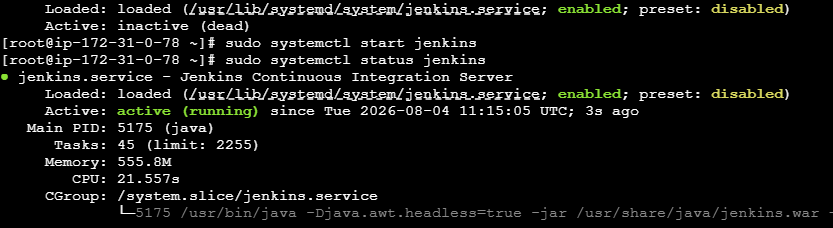 Loaded: loaded (/usr/lib/systemd/system/jenkins.service; enabled; preset: disabled)
Active: inactive (dead)
[root@ip-172-31-0-78 ~]# sudo systemctl start jenkins
[root@ip-172-31-0-78 ~]# sudo systemctl status jenkins
● jenkins.service - Jenkins Continuous Integration Server
Loaded: loaded (/usr/lib/systemd/system/jenkins.service; enabled; preset: disabled)
Active: active (running) since Tue 2026-08-04 11:15:05 UTC; 3s ago
Main PID: 5175 (java)
Tasks: 45 (limit: 2255)
Memory: 555.8M
CPU: 21.557s
CGroup: /system.slice/jenkins.service
└─5175 /usr/bin/java -Djava.awt.headless=true -jar /usr/share/java/jenkins.war -